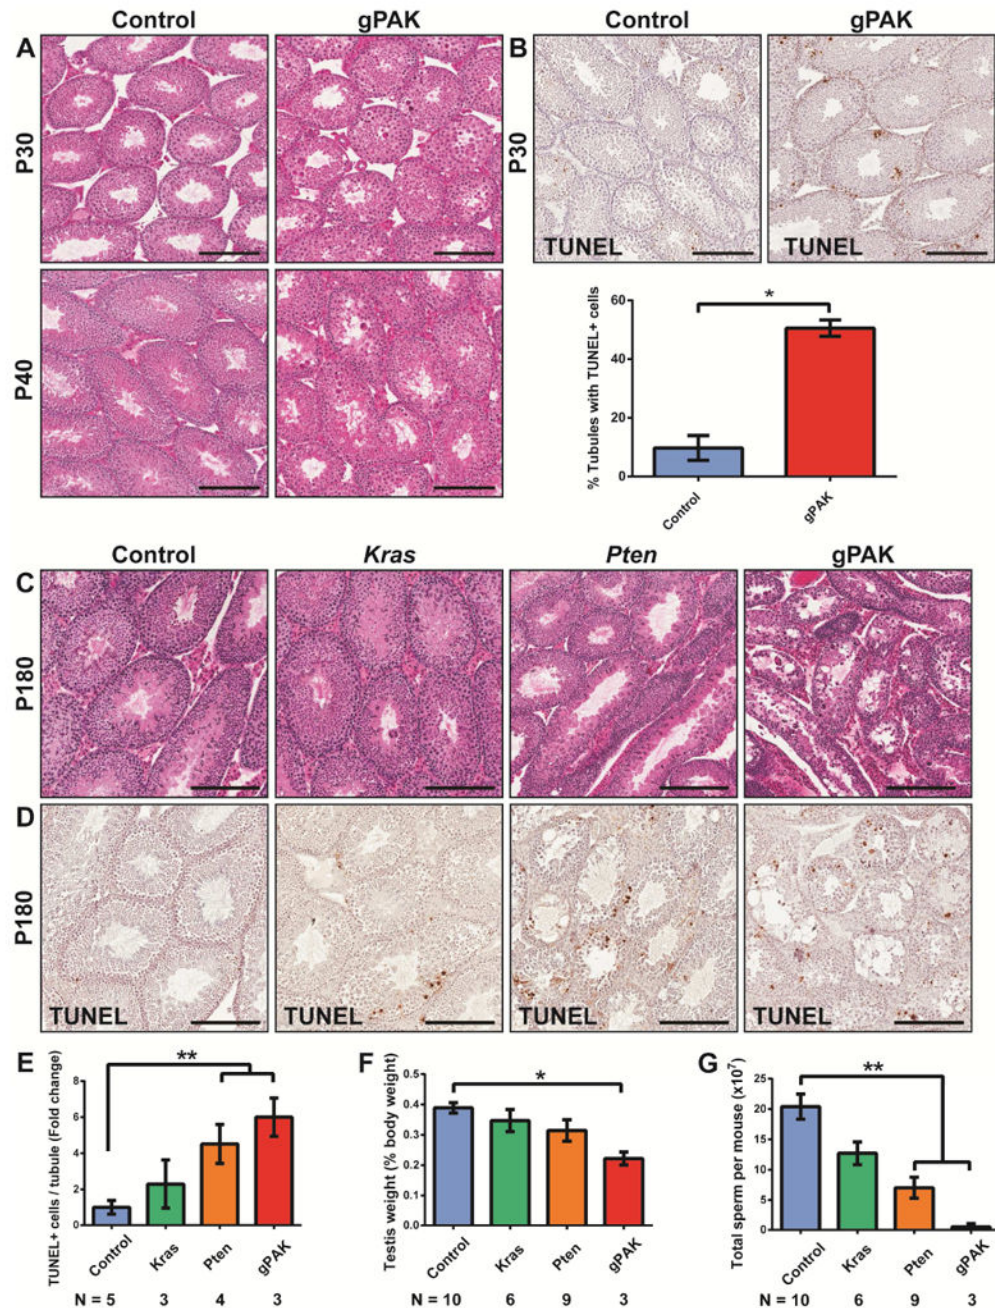 Control gPAK
A
P30
P40
Control gPAK
B
P30
TUNEL TUNEL
% Tubules with TUNEL+ cells
60
40
20
0
*
Control gPAK
Control Kras Pten gPAK
C
P180
D
P180
TUNEL TUNEL TUNEL TUNEL
E
TUNEL+ cells / tubule (Fold change)
8
6
4
2
0
**
Control Kras Pten gPAK
N = 5 3 4 3
F
Testis weight (% body weight)
0.5
0.4
0.3
0.2
0.1
0.0
*
Control Kras Pten gPAK
N = 10 6 9 3
G
Total sperm per mouse (x10⁷)
25
20
15
10
5
0
**
Control Kras Pten gPAK
N = 10 6 9 3